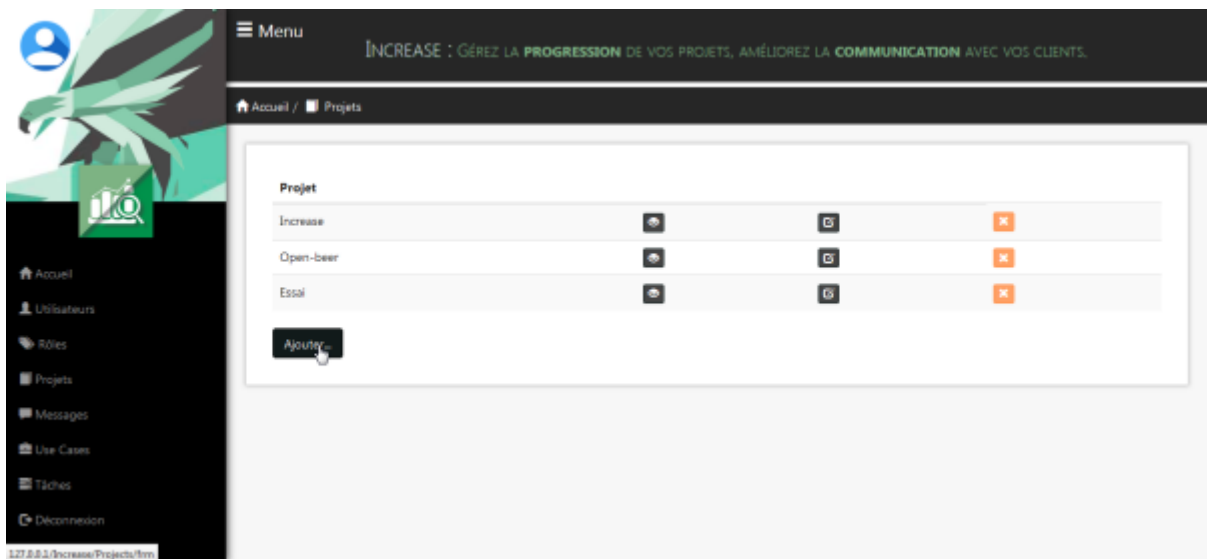 Menu
INCREASE : GÉREZ LA PROGRESSION DE VOS PROJETS, AMÉLIOREZ LA COMMUNICATION AVEC VOS CLIENTS.
Accueil / Projets
Projet
Increase
Open-beer
Essai
Ajouter...
Accueil
Utilisateurs
Rôles
Projets
Messages
Use Cases
Tâches
Déconnexion
127.0.0.1/Increase/Projects/frm